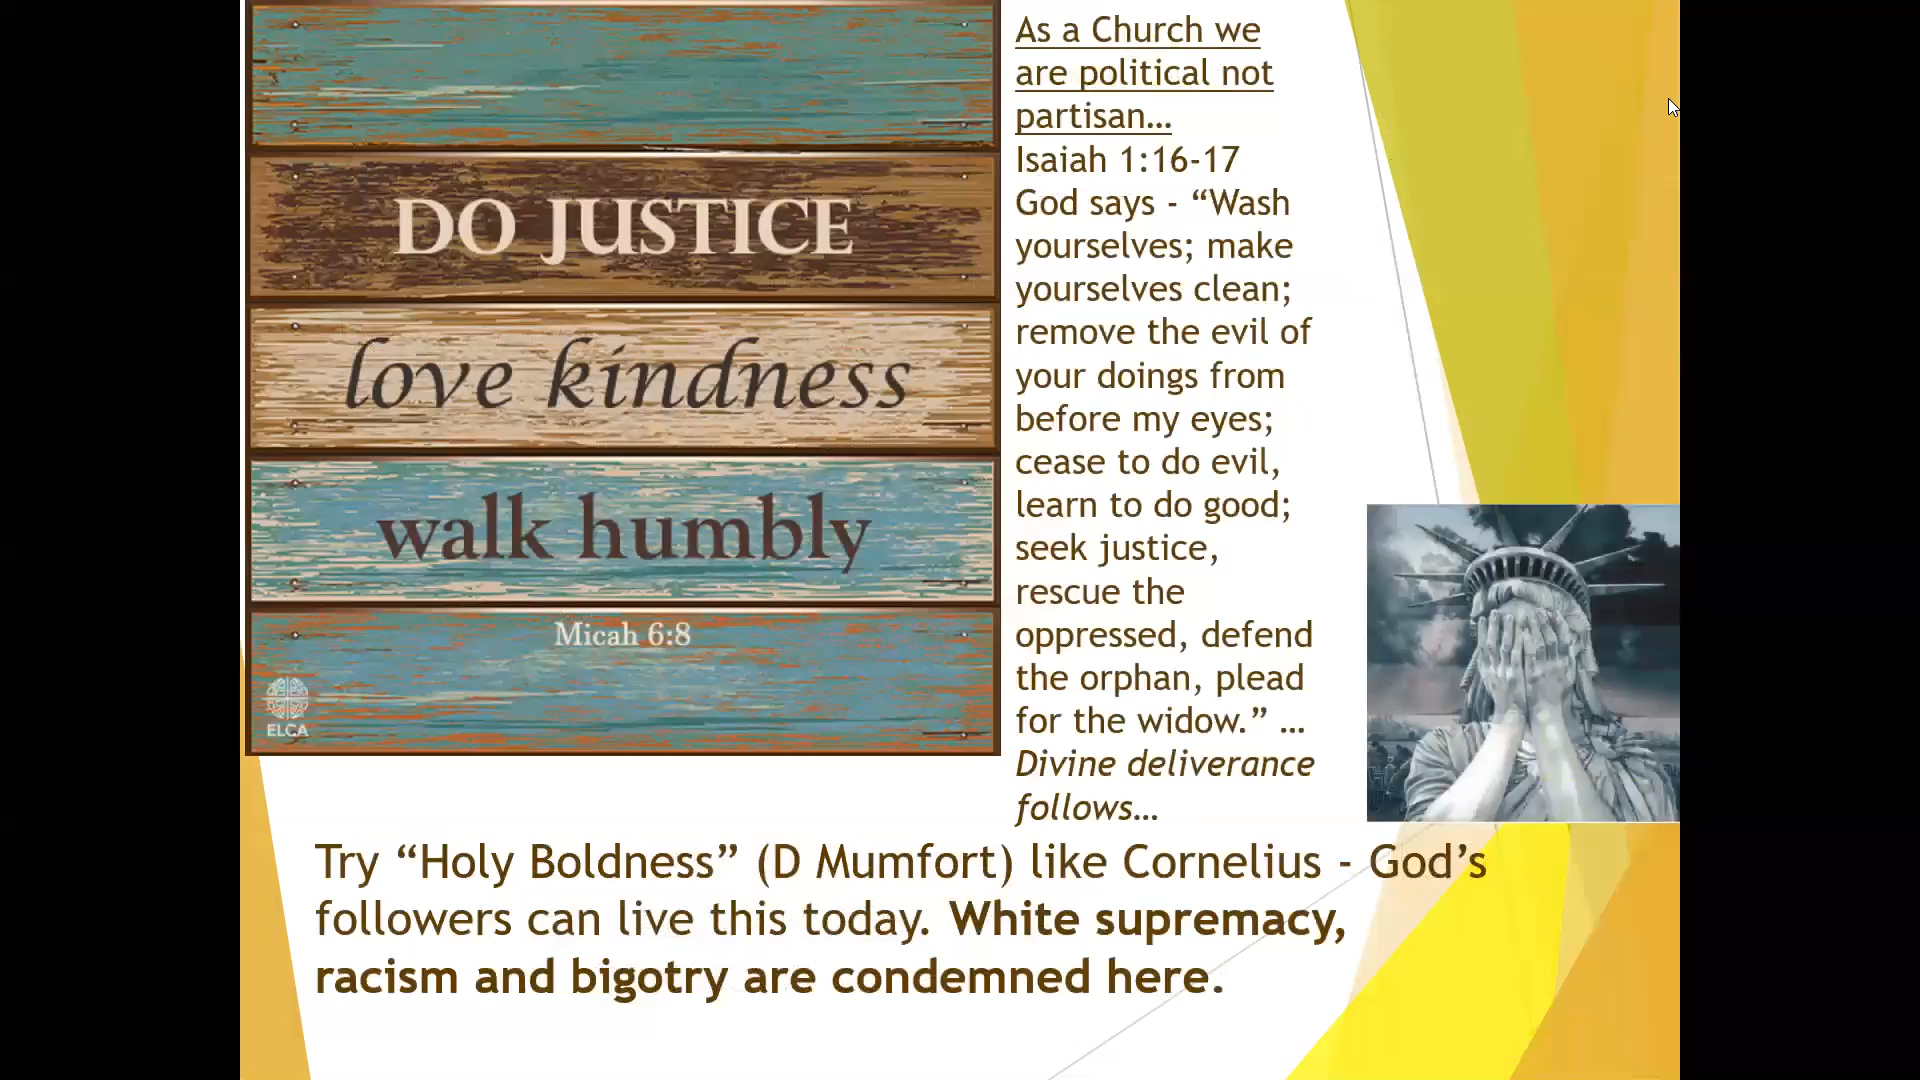 DO JUSTICE
love kindness
walk humbly
Micah 6:8
ELCA
As a Church we
are political not
partisan…
Isaiah 1:16-17
God says - “Wash
yourselves; make
yourselves clean;
remove the evil of
your doings from
before my eyes;
cease to do evil,
learn to do good;
seek justice,
rescue the
oppressed, defend
the orphan, plead
for the widow.” …
Divine deliverance
follows…
Try “Holy Boldness” (D Mumfort) like Cornelius - God’s
followers can live this today. White supremacy,
racism and bigotry are condemned here.